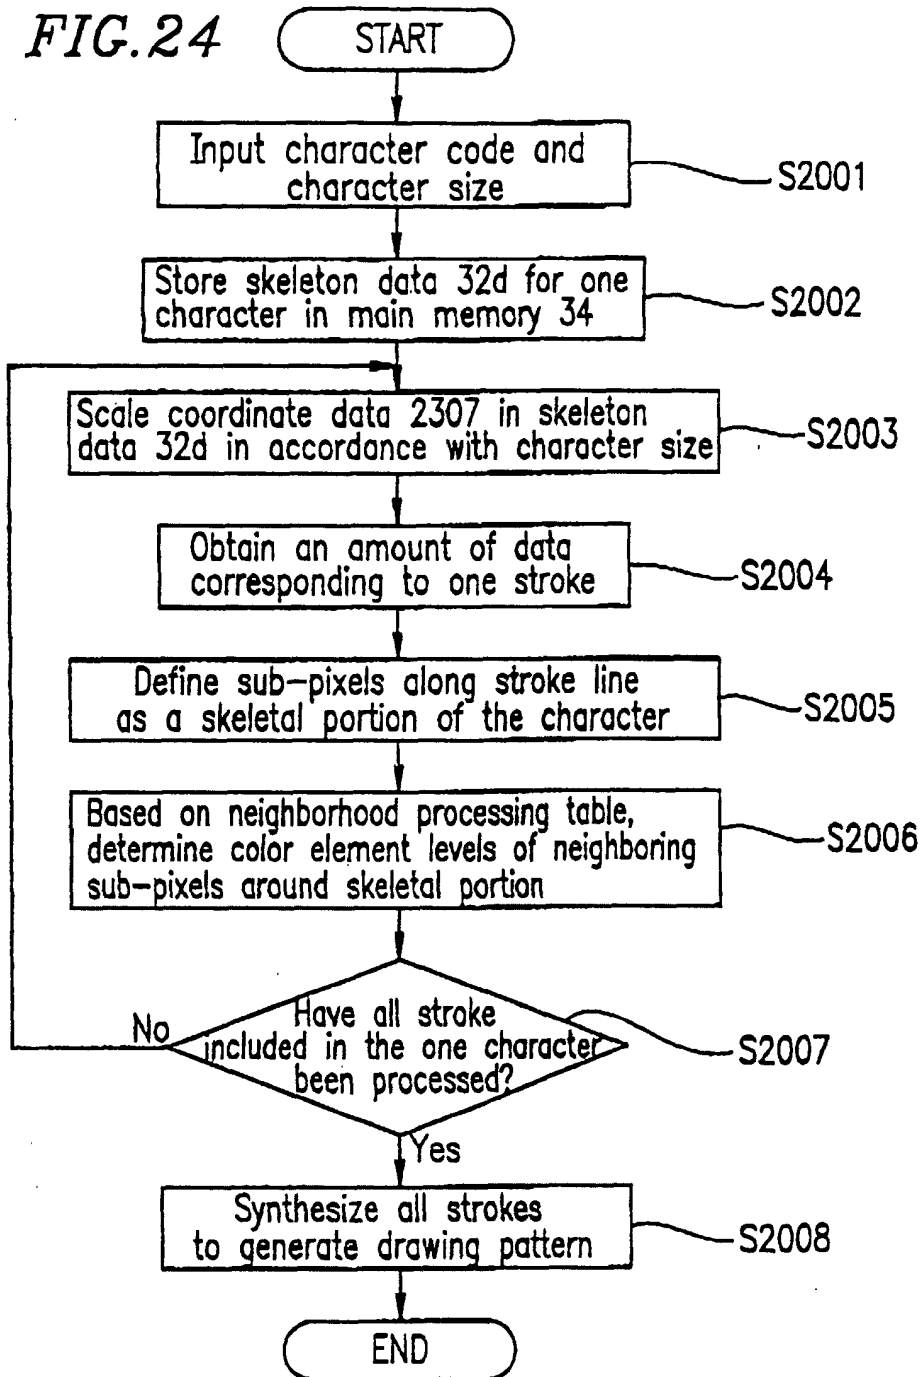 FIG.24
START
Input character code and
character size
S2001
Store skeleton data 32d for one
character in main memory 34
S2002
Scale coordinate data 2307 in skeleton
data 32d in accordance with character size
S2003
Obtain an amount of data
corresponding to one stroke
S2004
Define sub-pixels along stroke line
as a skeletal portion of the character
S2005
Based on neighborhood processing table,
determine color element levels of neighboring
sub-pixels around skeletal portion
S2006
Have all stroke
included in the one character
been processed?
No
S2007
Yes
Synthesize all strokes
to generate drawing pattern
S2008
END